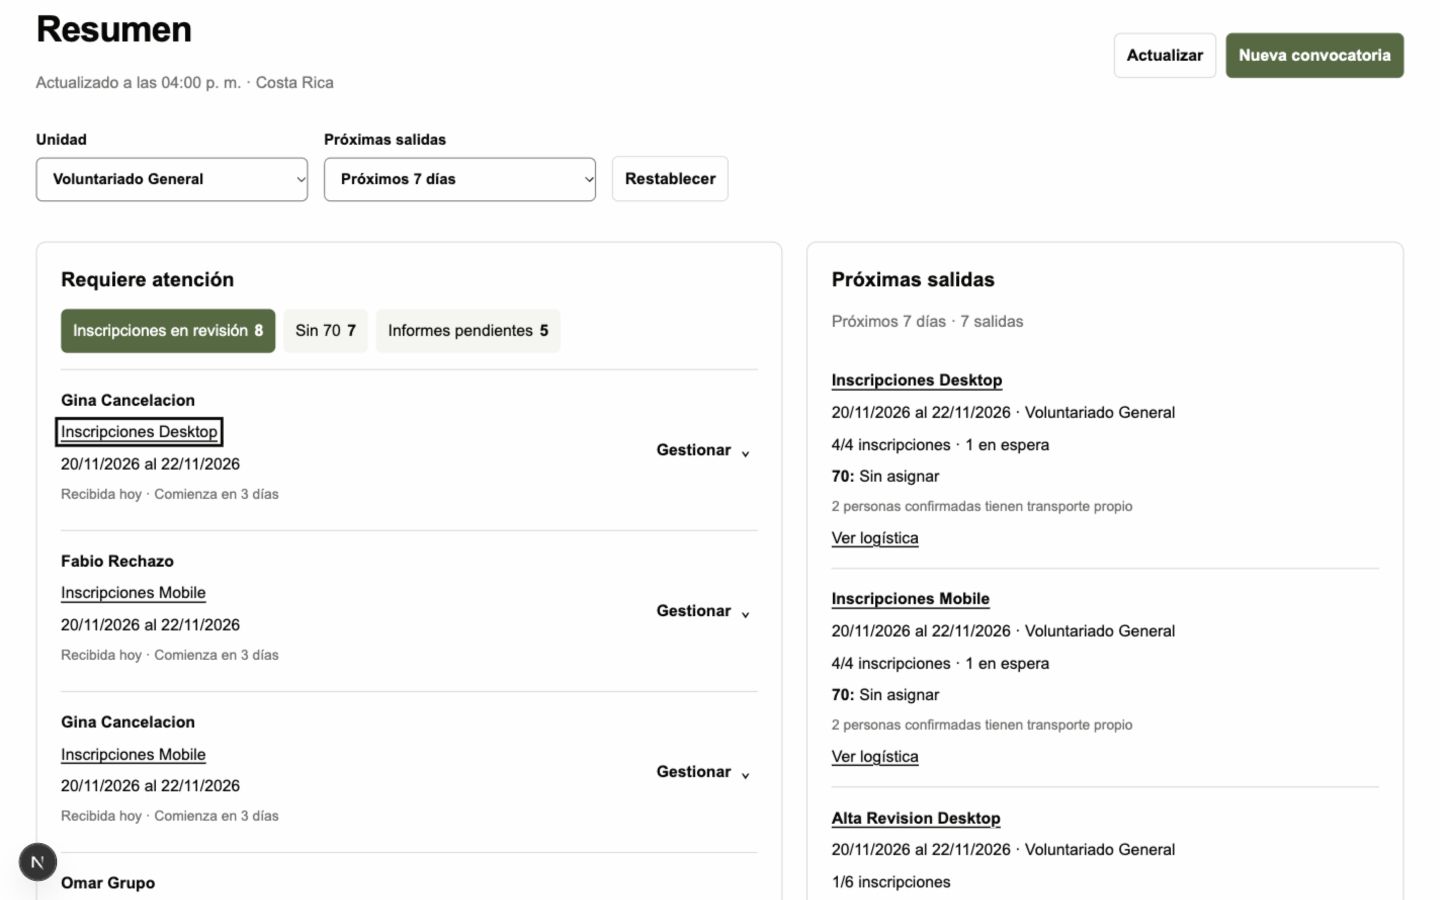 Resumen
Actualizado a las 04:00 p. m. · Costa Rica
Actualizar
Nueva convocatoria
Unidad
Próximas salidas
Voluntariado General
Próximos 7 días
Restablecer
Requiere atención
Inscripciones en revisión 8
Sin 70 7
Informes pendientes 5
Gina Cancelacion
Inscripciones Desktop
20/11/2026 al 22/11/2026
Recibida hoy · Comienza en 3 días
Gestionar
Fabio Rechazo
Inscripciones Mobile
20/11/2026 al 22/11/2026
Recibida hoy · Comienza en 3 días
Gestionar
Gina Cancelacion
Inscripciones Mobile
20/11/2026 al 22/11/2026
Recibida hoy · Comienza en 3 días
Gestionar
N
Omar Grupo
Próximas salidas
Próximos 7 días · 7 salidas
Inscripciones Desktop
20/11/2026 al 22/11/2026 · Voluntariado General
4/4 inscripciones · 1 en espera
70: Sin asignar
2 personas confirmadas tienen transporte propio
Ver logística
Inscripciones Mobile
20/11/2026 al 22/11/2026 · Voluntariado General
4/4 inscripciones · 1 en espera
70: Sin asignar
2 personas confirmadas tienen transporte propio
Ver logística
Alta Revision Desktop
20/11/2026 al 22/11/2026 · Voluntariado General
1/6 inscripciones